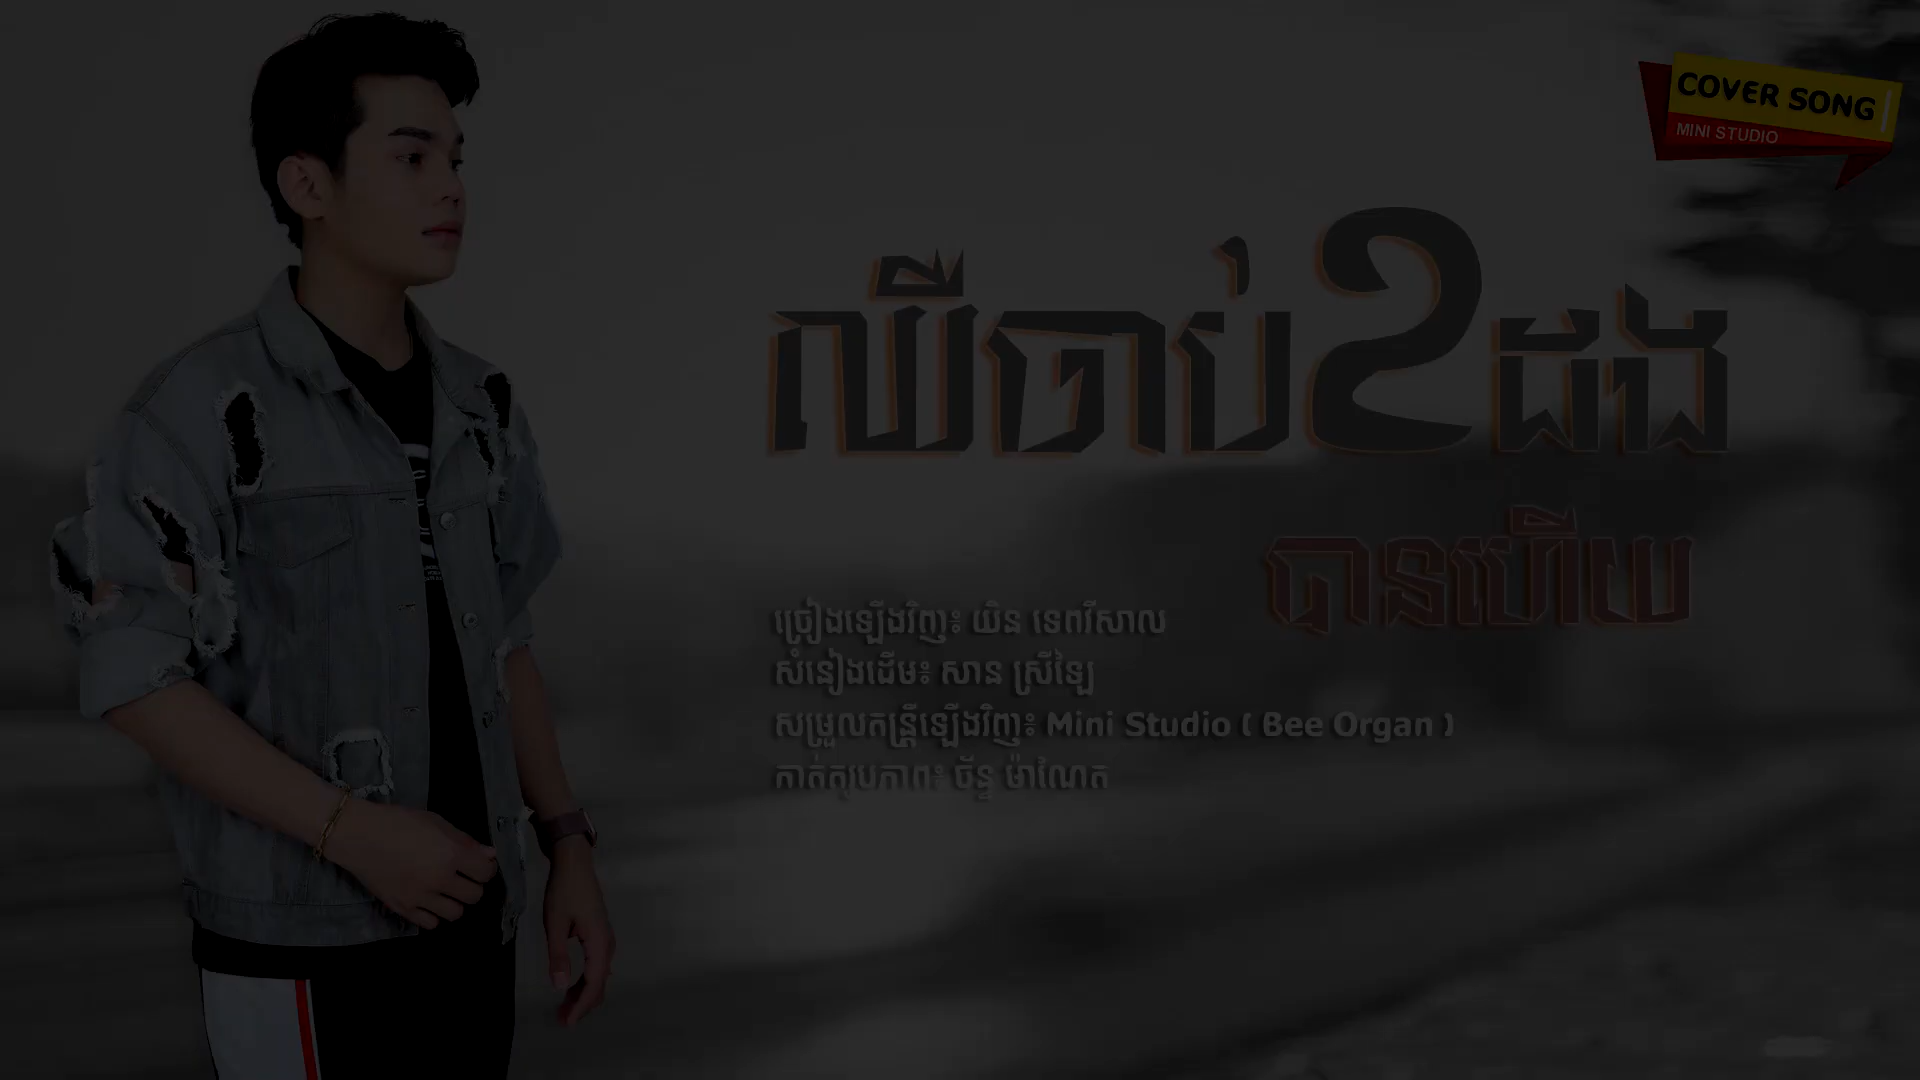 COVER SONG
MINI STUDIO
លឺចាប់2ដង
បានហើយ
ច្រៀងឡើងវិញ៖ យិន ទេពវីសាល
សំនៀងដើម៖ សាន ស្រីឡៃ
សម្រួលតន្ត្រីឡើងវិញ៖ Mini Studio ( Bee Organ )
កាត់តរូបភាព៖ ច័ន្ទ ម៉ាណែត